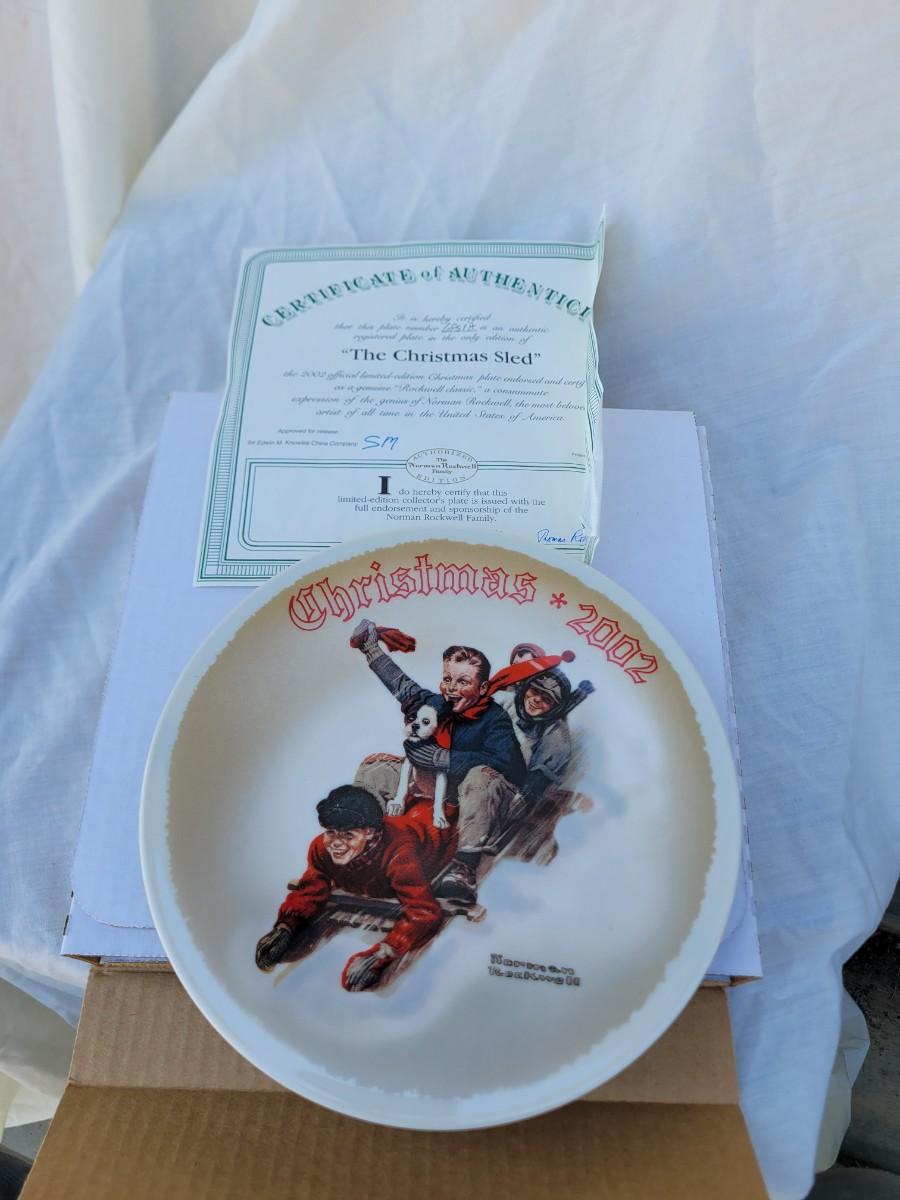 CERTIFICATE of AUTHENTICI
It is hereby certified
that this plate number is an authentic
registered plate in the only edition of
"The Christmas Sled"
the 2002 official limited-edition Christmas plate endorsed and certif
as a genuine "Rockwell classic," a consummate
expression of the genius of Norman Rockwell, the most belove
artist of all time in the United States of America.
Approved for release:
for Edwin M. Knowles China Company SM
AUTHORIZED
The
Norman Rockwell
Family
EDITION
I do hereby certify that this
limited-edition collector's plate is issued with the
full endorsement and sponsorship of the
Norman Rockwell Family.
Thomas
Christmas * 2002
Norman
Rockwell